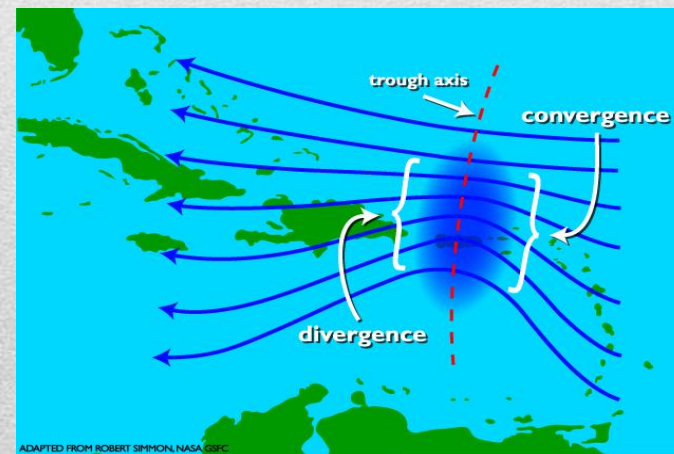 trough axis
convergence
divergence
ADAPTED FROM ROBERT SIMMON, NASA GSFC